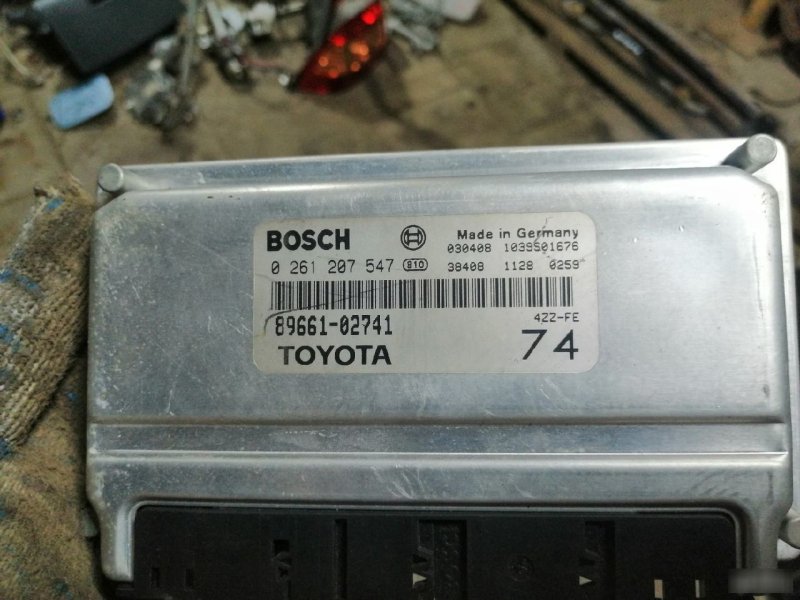 BOSCH Made in Germany
030408 1039S01676
0 261 207 547 810 38408 1128 0259
89661-02741 4ZZ-FE
TOYOTA 74